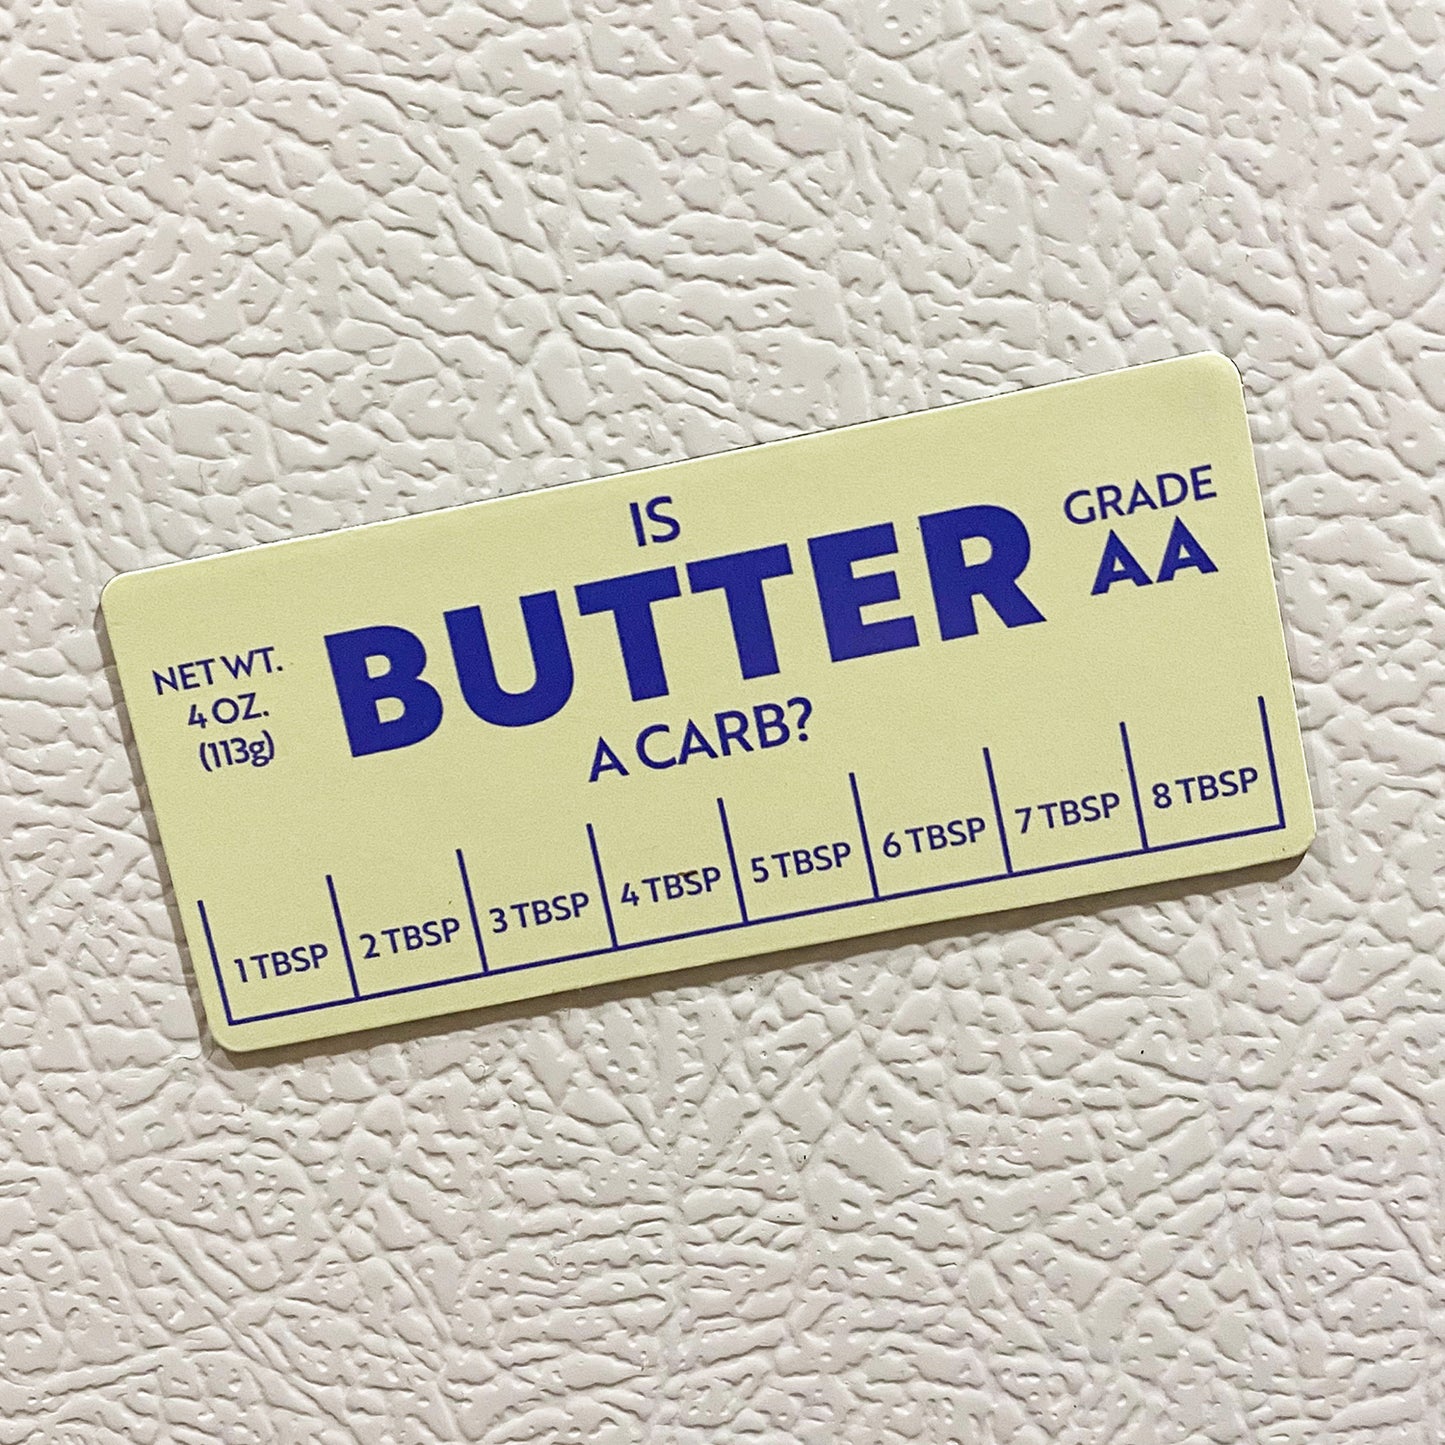 IS
BUTTER
A CARB?
GRADE
AA
NET WT.
4 OZ.
(113g)
1 TBSP 2 TBSP 3 TBSP 4 TBSP 5 TBSP 6 TBSP 7 TBSP 8 TBSP